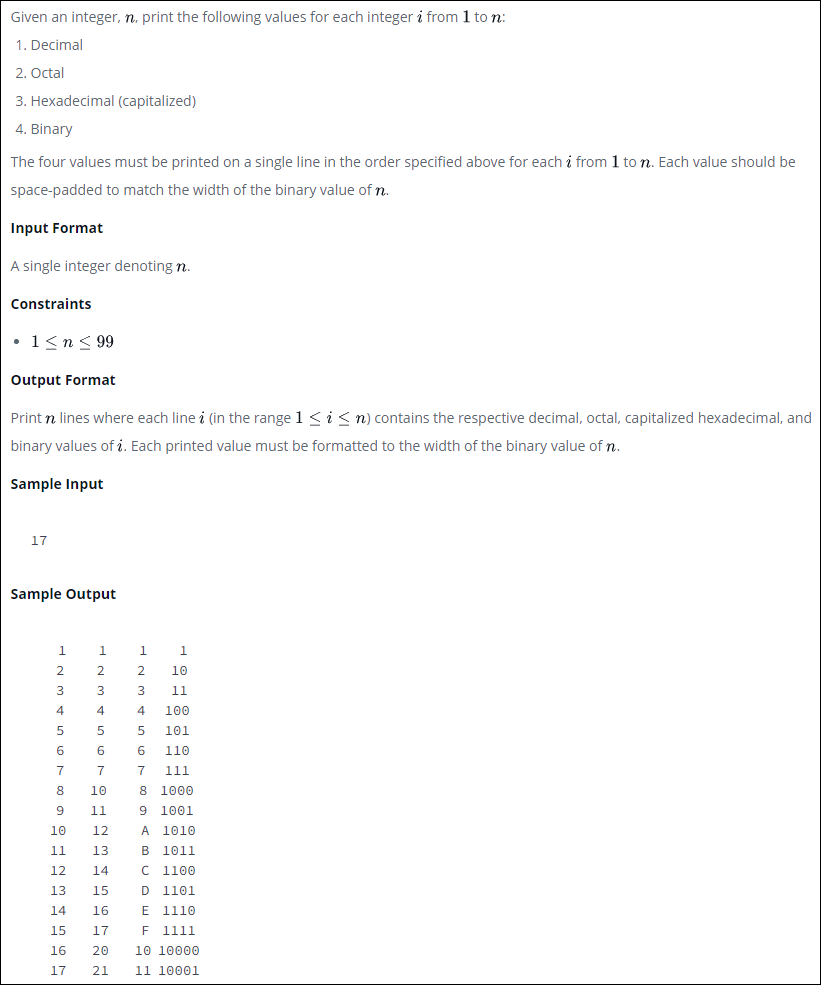 Given an integer, n, print the following values for each integer i from 1 to n:
1. Decimal
2. Octal
3. Hexadecimal (capitalized)
4. Binary
The four values must be printed on a single line in the order specified above for each i from 1 to n. Each value should be
space-padded to match the width of the binary value of n.
Input Format
A single integer denoting n.
Constraints
• 1 ≤ n ≤ 99
Output Format
Print n lines where each line i (in the range 1 ≤ i ≤ n) contains the respective decimal, octal, capitalized hexadecimal, and
binary values of i. Each printed value must be formatted to the width of the binary value of n.
Sample Input
17
Sample Output
1 1 1 1
2 2 2 10
3 3 3 11
4 4 4 100
5 5 5 101
6 6 6 110
7 7 7 111
8 10 8 1000
9 11 9 1001
10 12 A 1010
11 13 B 1011
12 14 C 1100
13 15 D 1101
14 16 E 1110
15 17 F 1111
16 20 10 10000
17 21 11 10001